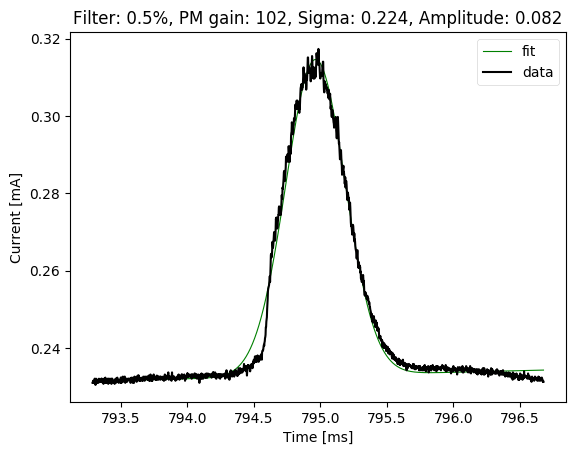 Filter: 0.5%, PM gain: 102, Sigma: 0.224, Amplitude: 0.082
fit
data
0.32
0.30
0.28
0.26
0.24
Current [mA]
793.5 794.0 794.5 795.0 795.5 796.0 796.5
Time [ms]